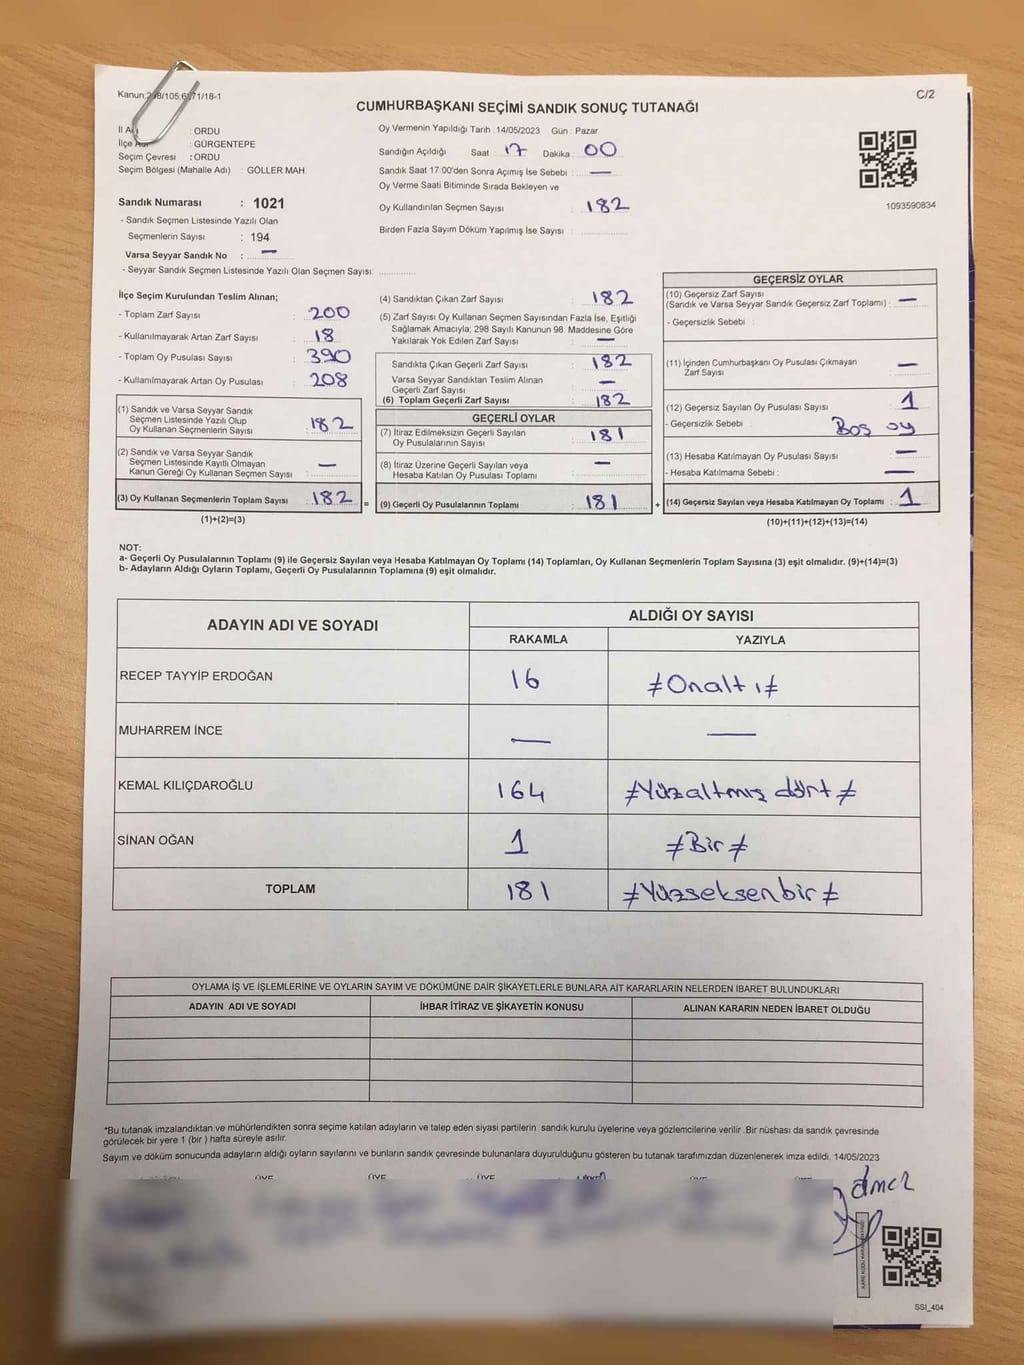 Kanun:298/105;6571/18-1
C/2
CUMHURBAŞKANI SEÇİMİ SANDIK SONUÇ TUTANAĞI
İl Adı : ORDU
İlçe Adı : GÜRGENTEPE
Seçim Çevresi : ORDU
Seçim Bölgesi (Mahalle Adı) : GÖLLER MAH
Sandık Numarası : 1021
- Sandık Seçmen Listesinde Yazılı Olan
Seçmenlerin Sayısı : 194
Varsa Seyyar Sandık No : —
- Seyyar Sandık Seçmen Listesinde Yazılı Olan Seçmen Sayısı:
Oy Vermenin Yapıldığı Tarih : 14/05/2023 Gün : Pazar
Sandığın Açıldığı Saat : 17 Dakika : 00
Sandık Saat 17:00'den Sonra Açımış İse Sebebi : —
Oy Verme Saati Bitiminde Sırada Bekleyen ve
Oy Kullandırılan Seçmen Sayısı : 182
Birden Fazla Sayım Döküm Yapılmış İse Sayısı :
1093590834
İlçe Seçim Kurulundan Teslim Alınan;
- Toplam Zarf Sayısı : 200
- Kullanılmayarak Artan Zarf Sayısı : 18
- Toplam Oy Pusulası Sayısı : 390
- Kullanılmayarak Artan Oy Pusulası : 208
(1) Sandık ve Varsa Seyyar Sandık
Seçmen Listesinde Yazılı Olup
Oy Kullanan Seçmenlerin Sayısı : 182
(2) Sandık ve Varsa Seyyar Sandık
Seçmen Listesinde Kayıtlı Olmayan
Kanun Gereği Oy Kullanan Seçmen Sayısı : —
(3) Oy Kullanan Seçmenlerin Toplam Sayısı : 182 =
(1)+(2)=(3)
(4) Sandıktan Çıkan Zarf Sayısı : 182
(5) Zarf Sayısı Oy Kullanan Seçmen Sayısından Fazla İse, Eşitliği
Sağlamak Amacıyla; 298 Sayılı Kanunun 98. Maddesine Göre
Yakılarak Yok Edilen Zarf Sayısı : —
Sandıkta Çıkan Geçerli Zarf Sayısı : 182
Varsa Seyyar Sandıktan Teslim Alınan
Geçerli Zarf Sayısı : —
(6) Toplam Geçerli Zarf Sayısı : 182
GEÇERLİ OYLAR
(7) İtiraz Edilmeksizin Geçerli Sayılan
Oy Pusulalarının Sayısı : 181
(8) İtiraz Üzerine Geçerli Sayılan veya
Hesaba Katılan Oy Pusulası Toplamı : —
(9) Geçerli Oy Pusulalarının Toplamı : 181 +
GEÇERSİZ OYLAR
(10) Geçersiz Zarf Sayısı
(Sandık ve Varsa Seyyar Sandık Geçersiz Zarf Toplamı) : —
- Geçersizlik Sebebi :
(11) İçinden Cumhurbaşkanı Oy Pusulası Çıkmayan
Zarf Sayısı : —
(12) Geçersiz Sayılan Oy Pusulası Sayısı : 1
- Geçersizlik Sebebi : Boş oy
(13) Hesaba Katılmayan Oy Pusulası Sayısı : —
- Hesaba Katılmama Sebebi : —
(14) Geçersiz Sayılan veya Hesaba Katılmayan Oy Toplamı : 1
(10)+(11)+(12)+(13)=(14)
NOT:
a- Geçerli Oy Pusulalarının Toplamı (9) ile Geçersiz Sayılan veya Hesaba Katılmayan Oy Toplamı (14) Toplamları, Oy Kullanan Seçmenlerin Toplam Sayısına (3) eşit olmalıdır. (9)+(14)=(3)
b- Adayların Aldığı Oyların Toplamı, Geçerli Oy Pusulalarının Toplamına (9) eşit olmalıdır.
ADAYIN ADI VE SOYADI ALDIĞI OY SAYISI
RAKAMLA YAZIYLA
RECEP TAYYİP ERDOĞAN 16 ≠Onaltı≠
MUHARREM İNCE — —
KEMAL KILIÇDAROĞLU 164 ≠Yüzaltmış dört≠
SİNAN OĞAN 1 ≠Bir≠
TOPLAM 181 ≠Yüzseksenbir≠
OYLAMA İŞ VE İŞLEMLERİNE VE OYLARIN SAYIM VE DÖKÜMÜNE DAİR ŞİKAYETLERLE BUNLARA AİT KARARLARIN NELERDEN İBARET BULUNDUKLARI
ADAYIN ADI VE SOYADI İHBAR İTİRAZ VE ŞİKAYETİN KONUSU ALINAN KARARIN NEDEN İBARET OLDUĞU
*Bu tutanak imzalandıktan ve mühürlendikten sonra seçime katılan adayların ve talep eden siyasi partilerin sandık kurulu üyelerine veya gözlemcilerine verilir .Bir nüshası da sandık çevresinde
görülecek bir yere 1 (bir ) hafta süreyle asılır.
Sayım ve döküm sonucunda adayların aldığı oyların sayılarını ve bunların sandık çevresinde bulunanlara duyurulduğunu gösteren bu tutanak tarafımızdan düzenlenerek imza edildi. 14/05/2023
ÜYE ÜYE ÜYE
SSİ_404